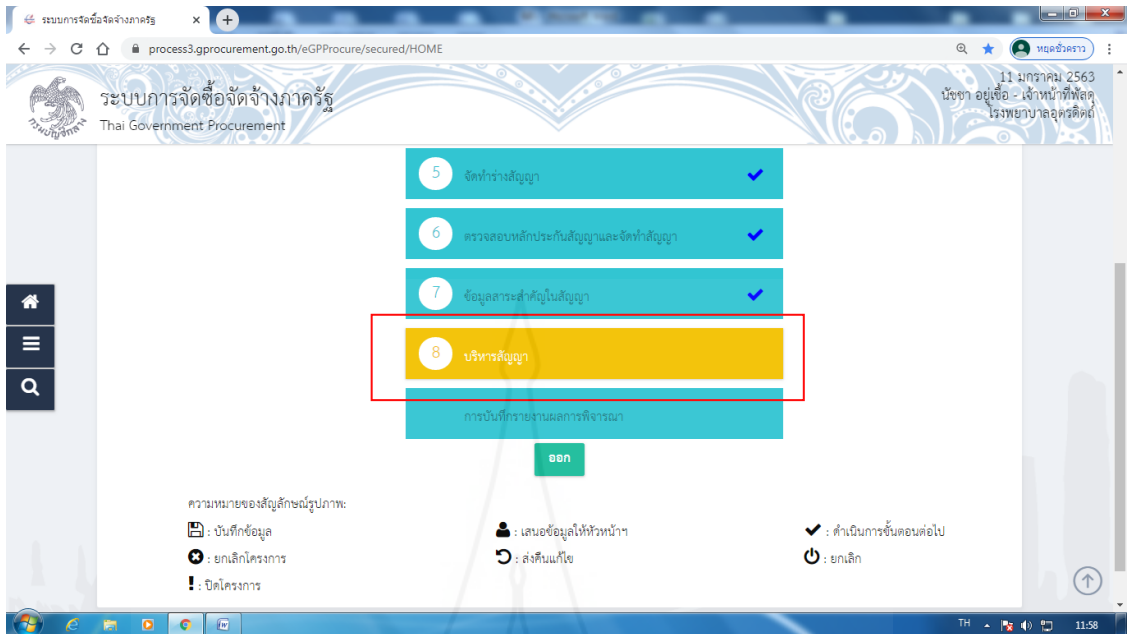 ระบบการจัดซื้อจัดจ้างภาครัฐ
process3.gprocurement.go.th/eGPProcure/secured/HOME
หยุดชั่วคราว
ระบบการจัดซื้อจัดจ้างภาครัฐ
Thai Government Procurement
11 มกราคม 2563
นัชชา อยู่เชื้อ - เจ้าหน้าที่พัสดุ
โรงพยาบาลอุตรดิตถ์
5 จัดทำร่างสัญญา
6 ตรวจสอบหลักประกันสัญญาและจัดทำสัญญา
7 ข้อมูลสาระสำคัญในสัญญา
8 บริหารสัญญา
การบันทึกรายงานผลการพิจารณา
ออก
ความหมายของสัญลักษณ์รูปภาพ:
: บันทึกข้อมูล
: เสนอข้อมูลให้หัวหน้าฯ
: ดำเนินการขั้นตอนต่อไป
: ยกเลิกโครงการ
: ส่งคืนแก้ไข
: ยกเลิก
: ปิดโครงการ
TH
11:58